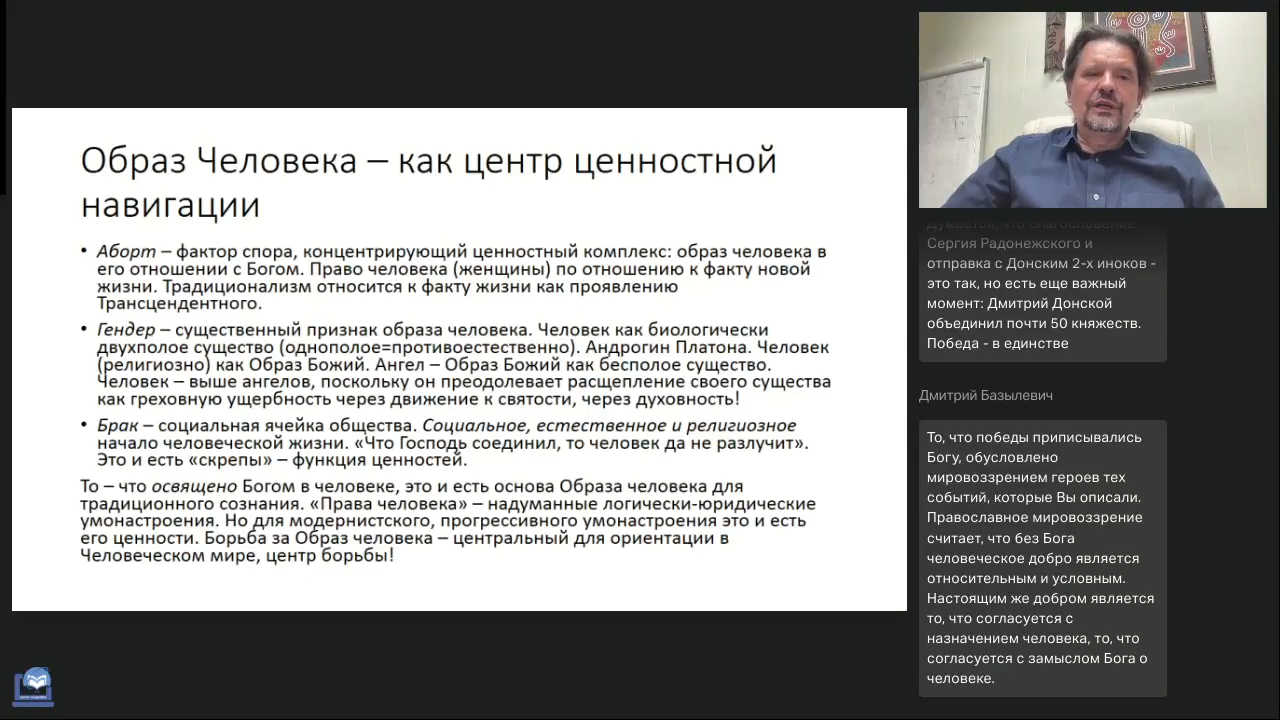 Образ Человека – как центр ценностной
навигации
• Аборт – фактор спора, концентрирующий ценностный комплекс: образ человека в
его отношении с Богом. Право человека (женщины) по отношению к факту новой
жизни. Традиционализм относится к факту жизни как проявлению
Трансцендентного.
• Гендер – существенный признак образа человека. Человек как биологически
двухполое существо (однополое=противоестественно). Андрогин Платона. Человек
(религиозно) как Образ Божий. Ангел – Образ Божий как бесполое существо.
Человек – выше ангелов, поскольку он преодолевает расщепление своего существа
как греховную ущербность через движение к святости, через духовность!
• Брак – социальная ячейка общества. Социальное, естественное и религиозное
начало человеческой жизни. «Что Господь соединил, то человек да не разлучит».
Это и есть «скрепы» – функция ценностей.
То – что освящено Богом в человеке, это и есть основа Образа человека для
традиционного сознания. «Права человека» – надуманные логически-юридические
умонастроения. Но для модернистского, прогрессивного умонастроения это и есть
его ценности. Борьба за Образ человека – центральный для ориентации в
Человеческом мире, центр борьбы!
Думается, что благословение
Сергия Радонежского и
отправка с Донским 2-х иноков -
это так, но есть еще важный
момент: Дмитрий Донской
объединил почти 50 княжеств.
Победа - в единстве
Дмитрий Базылевич
То, что победы приписывались
Богу, обусловлено
мировоззрением героев тех
событий, которые Вы описали.
Православное мировоззрение
считает, что без Бога
человеческое добро является
относительным и условным.
Настоящим же добром является
то, что согласуется с
назначением человека, то, что
согласуется с замыслом Бога о
человеке.